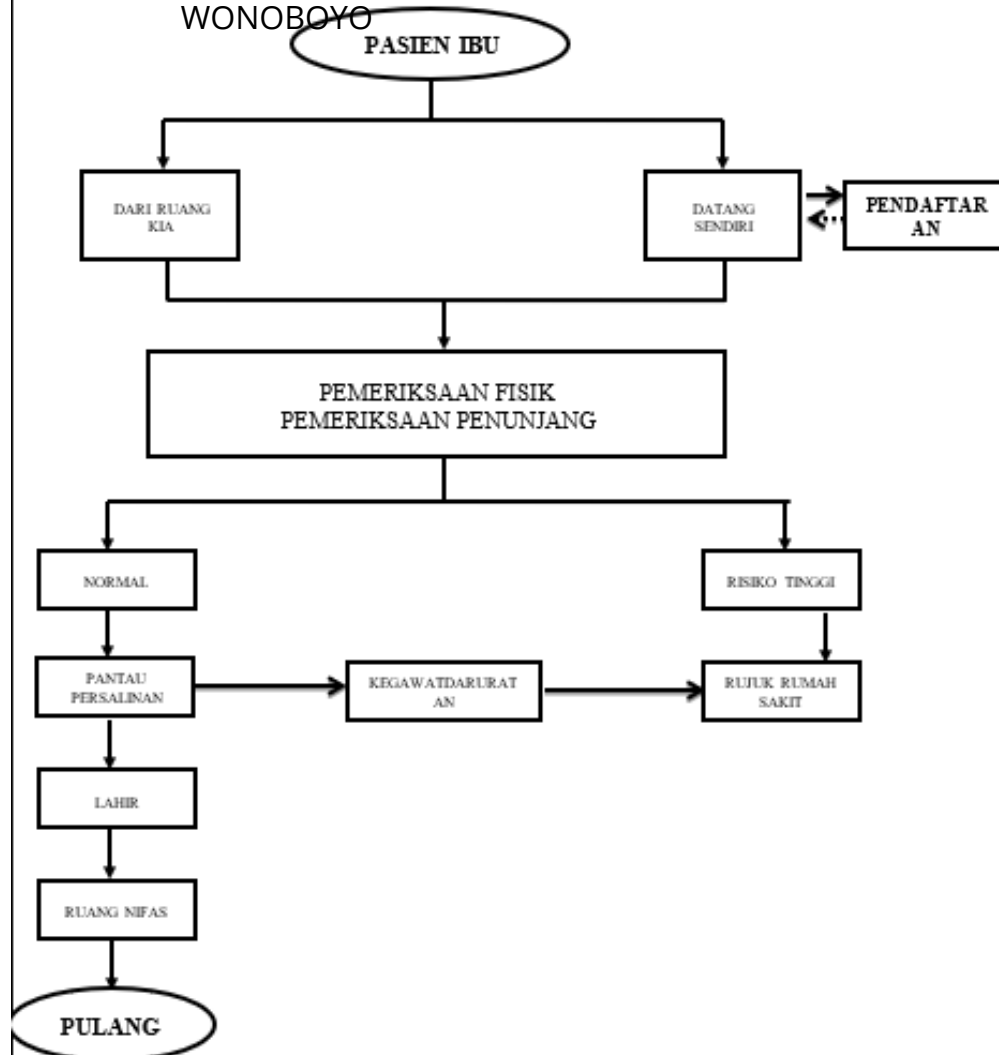 WONOBOYO
PASIEN IBU
DARI RUANG
KIA
DATANG
SENDIRI
PENDAFTAR
AN
PEMERIKSAAN FISIK
PEMERIKSAAN PENUNJANG
NORMAL
RISIKO TINGGI
PANTAU
PERSALINAN
KEGAWATDARURAT
AN
RUJUK RUMAH
SAKIT
LAHIR
RUANG NIFAS
PULANG